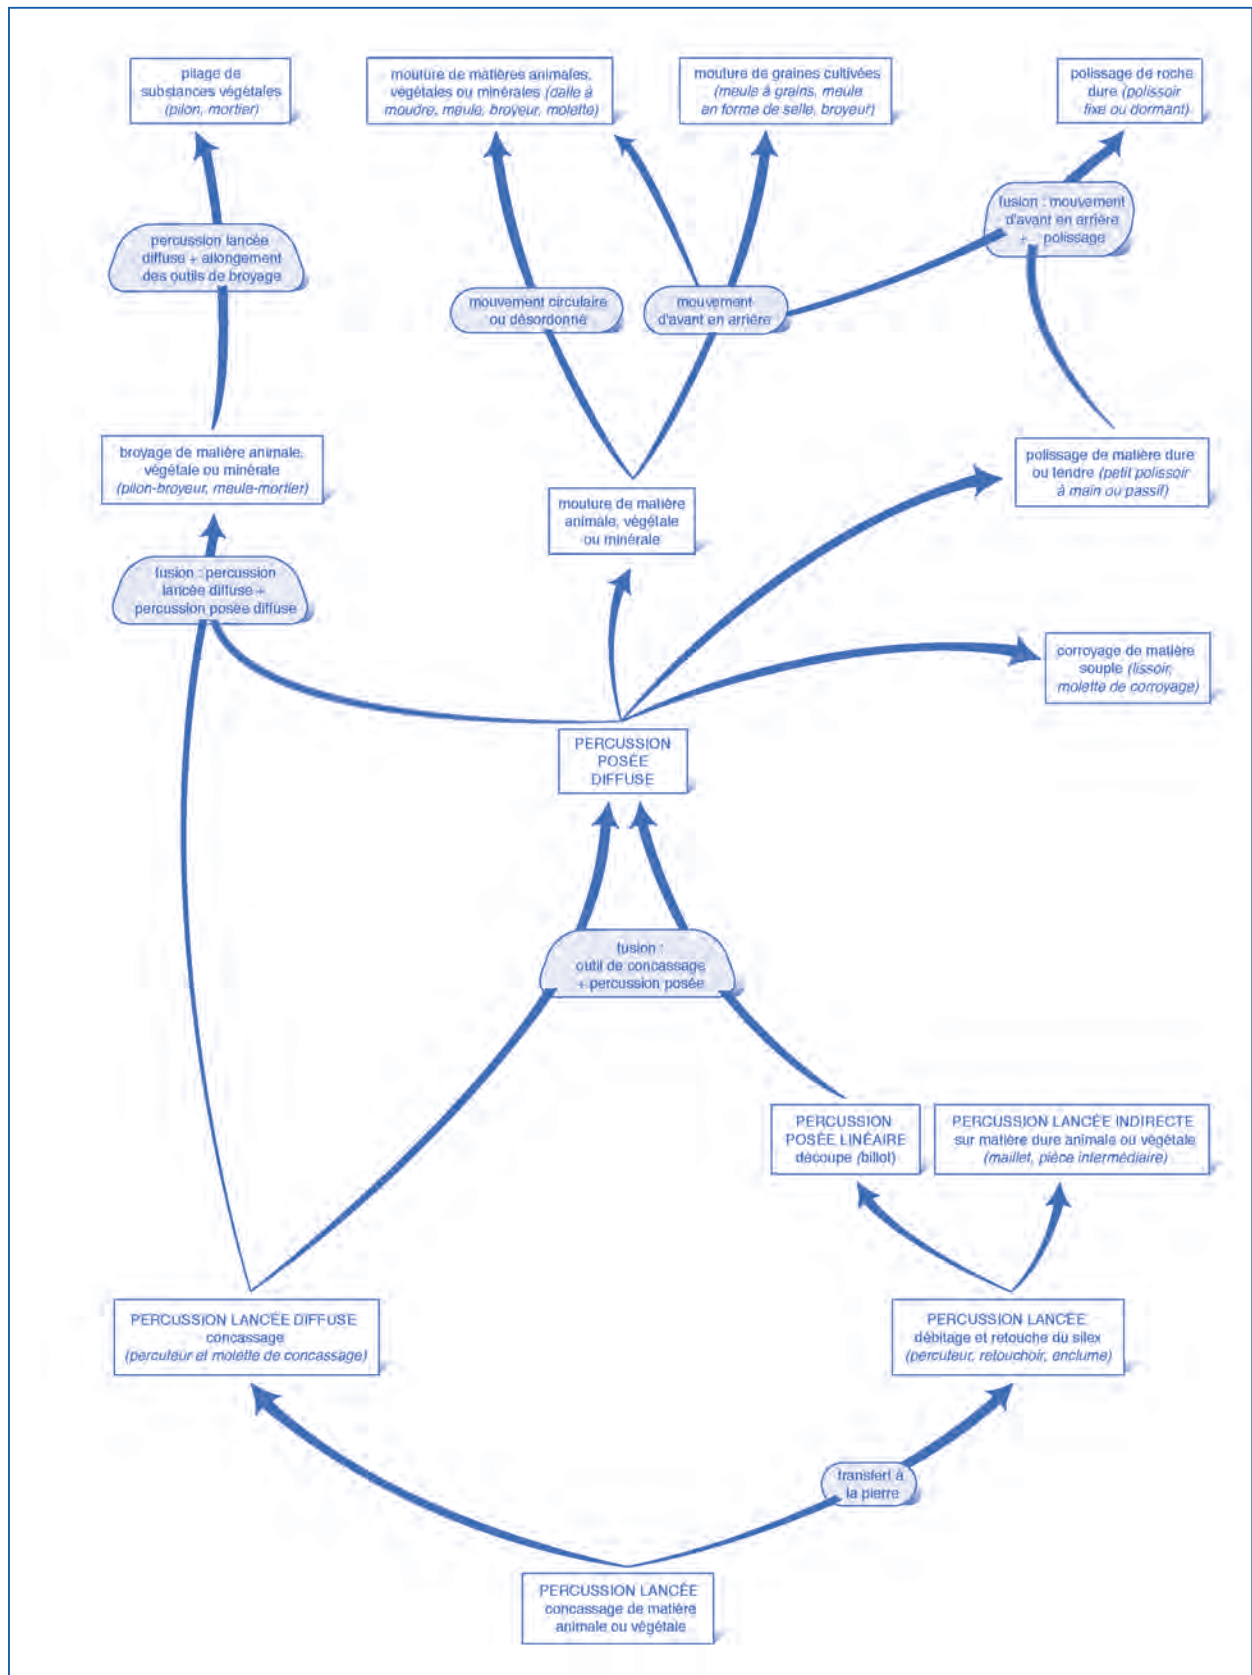 pilage de
substances végétales
(pilon, mortier)
mouture de matières animales,
végétales ou minérales (dalle à
moudre, meule, broyeur, molette)
mouture de graines cultivées
(meule à grains, meule
en forme de selle, broyeur)
polissage de roche
dure (polissoir
fixe ou dormant)
fusion : mouvement
d'avant en arrière
+ polissage
percussion lancée
diffuse + allongement
des outils de broyage
mouvement circulaire
ou désordonné
mouvement
d'avant en arrière
broyage de matière animale,
végétale ou minérale
(pilon-broyeur, meule-mortier)
polissage de matière dure
ou tendre (petit polissoir
à main ou passif)
mouture de matière
animale, végétale
ou minérale
fusion : percussion
lancée diffuse +
percussion posée diffuse
corroyage de matière
souple (lissoir,
molette de corroyage)
PERCUSSION
POSÉE
DIFFUSE
fusion :
outil de concassage
+ percussion posée
PERCUSSION
POSÉE LINÉAIRE
découpe (billot)
PERCUSSION LANCÉE INDIRECTE
sur matière dure animale ou végétale
(maillet, pièce intermédiaire)
PERCUSSION LANCÉE DIFFUSE
concassage
(percuteur et molette de concassage)
PERCUSSION LANCÉE
débitage et retouche du silex
(percuteur, retouchoir, enclume)
transfert à
la pierre
PERCUSSION LANCÉE
concassage de matière
animale ou végétale